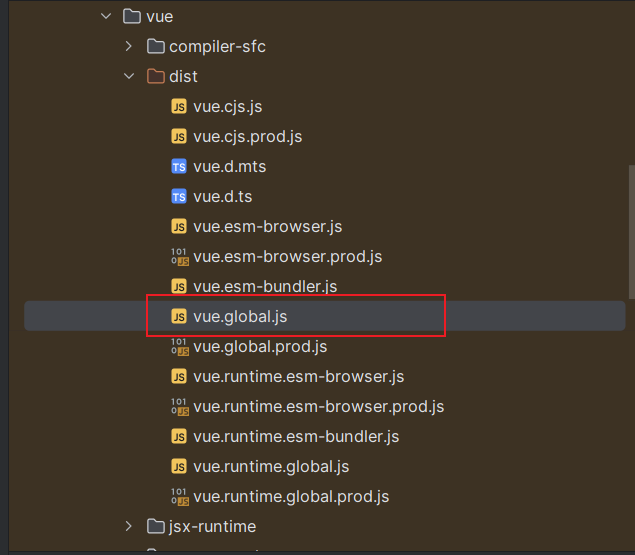 vue
compiler-sfc
dist
JS vue.cjs.js
JS vue.cjs.prod.js
TS vue.d.mts
TS vue.d.ts
JS vue.esm-browser.js
101 0 JS vue.esm-browser.prod.js
JS vue.esm-bundler.js
JS vue.global.js
101 0 JS vue.global.prod.js
JS vue.runtime.esm-browser.js
101 0 JS vue.runtime.esm-browser.prod.js
JS vue.runtime.esm-bundler.js
JS vue.runtime.global.js
101 0 JS vue.runtime.global.prod.js
jsx-runtime